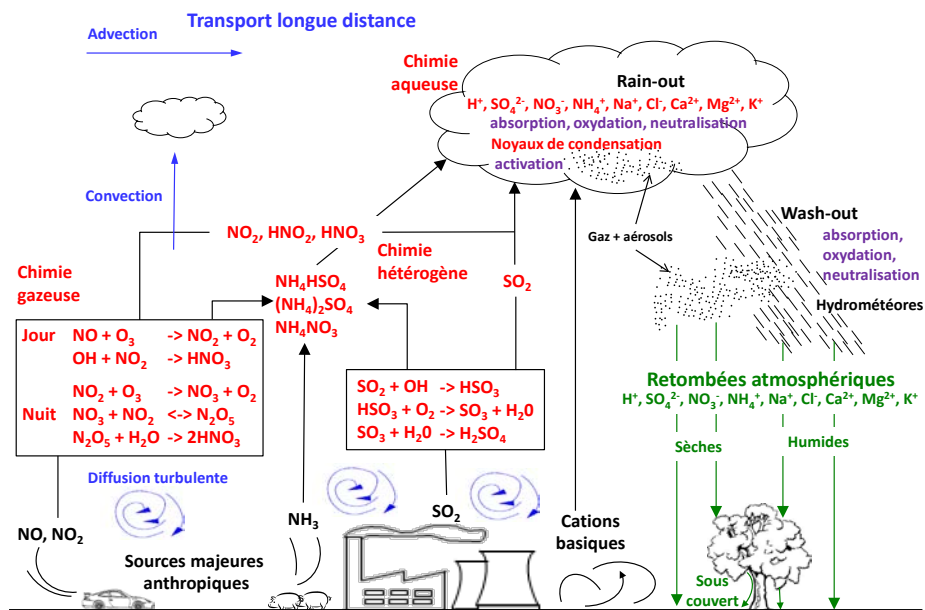 Transport longue distance
Advection
Convection
Chimie
aqueuse
Rain-out
H⁺, SO₄²⁻, NO₃⁻, NH₄⁺, Na⁺, Cl⁻, Ca²⁺, Mg²⁺, K⁺
absorption, oxydation, neutralisation
Noyaux de condensation
activation
Wash-out
absorption,
oxydation,
neutralisation
Gaz + aérosols
Hydrométéores
NO₂, HNO₂, HNO₃
Chimie
hétérogène
SO₂
Chimie
gazeuse
NH₄HSO₄
(NH₄)₂SO₄
NH₄NO₃
Jour NO + O₃ -> NO₂ + O₂
OH + NO₂ -> HNO₃
NO₂ + O₃ -> NO₃ + O₂
Nuit NO₃ + NO₂ <-> N₂O₅
N₂O₅ + H₂O -> 2HNO₃
SO₂ + OH -> HSO₃
HSO₃ + O₂ -> SO₃ + H₂0
SO₃ + H₂0 -> H₂SO₄
Retombées atmosphériques
H⁺, SO₄²⁻, NO₃⁻, NH₄⁺, Na⁺, Cl⁻, Ca²⁺, Mg²⁺, K⁺
Sèches
Humides
Diffusion turbulente
NO, NO₂
Sources majeures
anthropiques
NH₃
SO₂
Cations
basiques
Sous
couvert